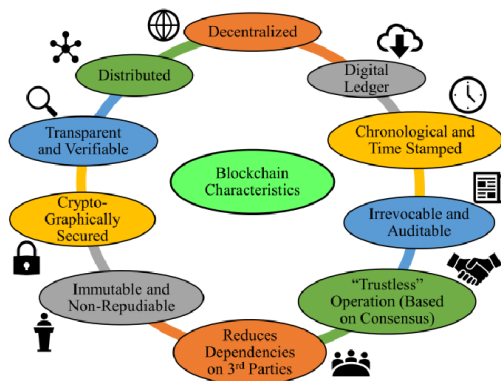 Decentralized
Digital
Ledger
Chronological and
Time Stamped
Irrevocable and
Auditable
“Trustless”
Operation (Based
on Consensus)
Reduces
Dependencies
on 3rd Parties
Immutable and
Non-Repudiable
Crypto-
Graphically
Secured
Transparent
and Verifiable
Distributed
Blockchain
Characteristics